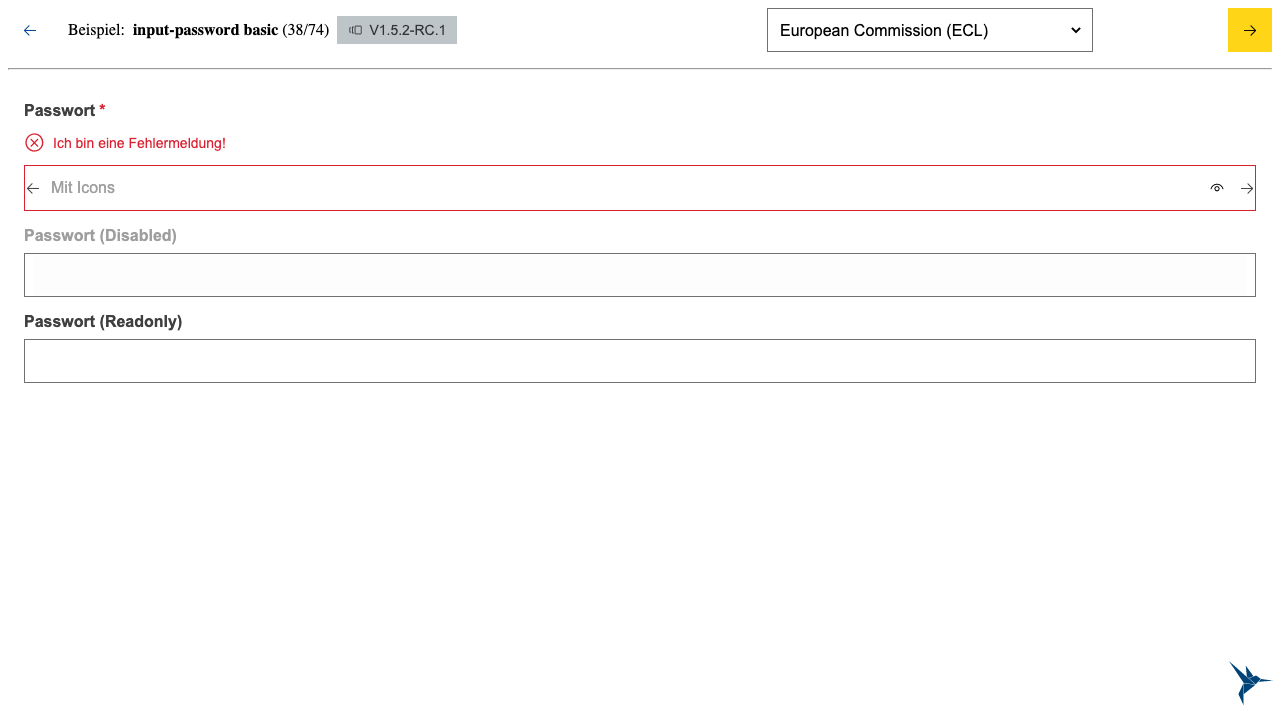 Beispiel: input-password basic (38/74) V1.5.2-RC.1 European Commission (ECL)
Passwort *
Ich bin eine Fehlermeldung!
Mit Icons
Passwort (Disabled)
Passwort (Readonly)